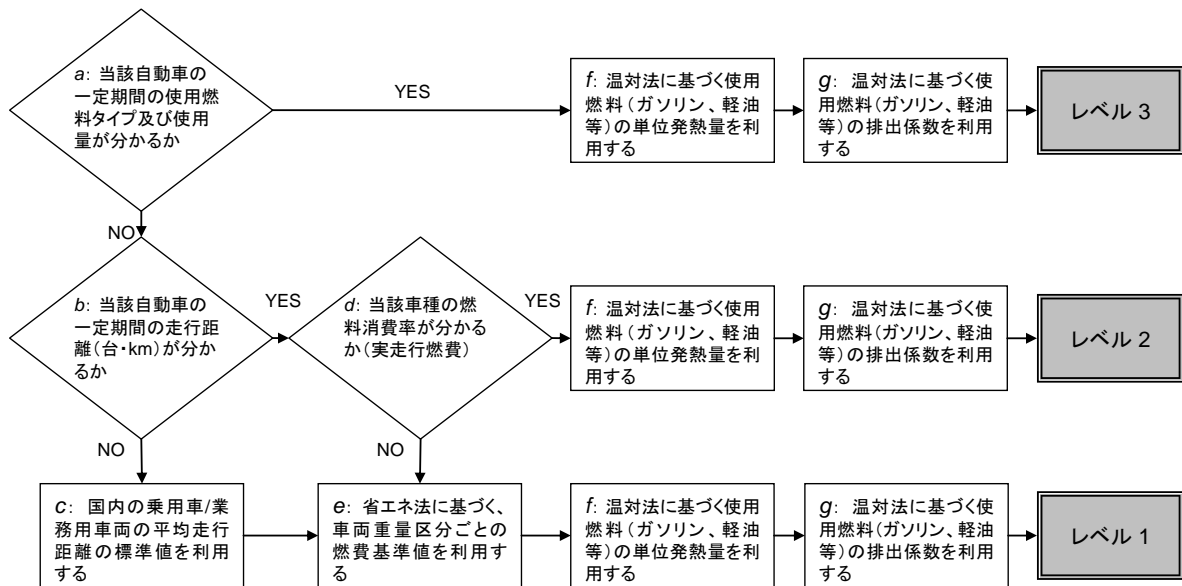 a: 当該自動車の
一定期間の使用燃
料タイプ及び使用
量が分かるか
YES
f: 温対法に基づく使用
燃料(ガソリン、軽油
等)の単位発熱量を利
用する
g: 温対法に基づく使
用燃料(ガソリン、軽油
等)の排出係数を利用
する
レベル 3
NO
b: 当該自動車の
一定期間の走行距
離(台・km)が分か
るか
YES
d: 当該車種の燃
料消費率が分かる
か(実走行燃費)
YES
f: 温対法に基づく使用
燃料(ガソリン、軽油
等)の単位発熱量を利
用する
g: 温対法に基づく使
用燃料(ガソリン、軽油
等)の排出係数を利用
する
レベル 2
NO
NO
c: 国内の乗用車/業
務用車両の平均走行
距離の標準値を利用
する
e: 省エネ法に基づく、
車両重量区分ごとの
燃費基準値を利用す
る
f: 温対法に基づく使用
燃料(ガソリン、軽油
等)の単位発熱量を利
用する
g: 温対法に基づく使
用燃料(ガソリン、軽油
等)の排出係数を利用
する
レベル 1